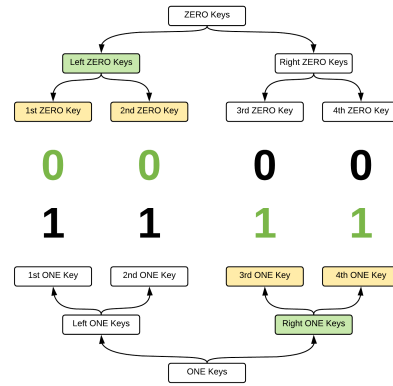 ZERO Keys
Left ZERO Keys Right ZERO Keys
1st ZERO Key 2nd ZERO Key 3rd ZERO Key 4th ZERO Key
0 0 0 0
1 1 1 1
1st ONE Key 2nd ONE Key 3rd ONE Key 4th ONE Key
Left ONE Keys Right ONE Keys
ONE Keys